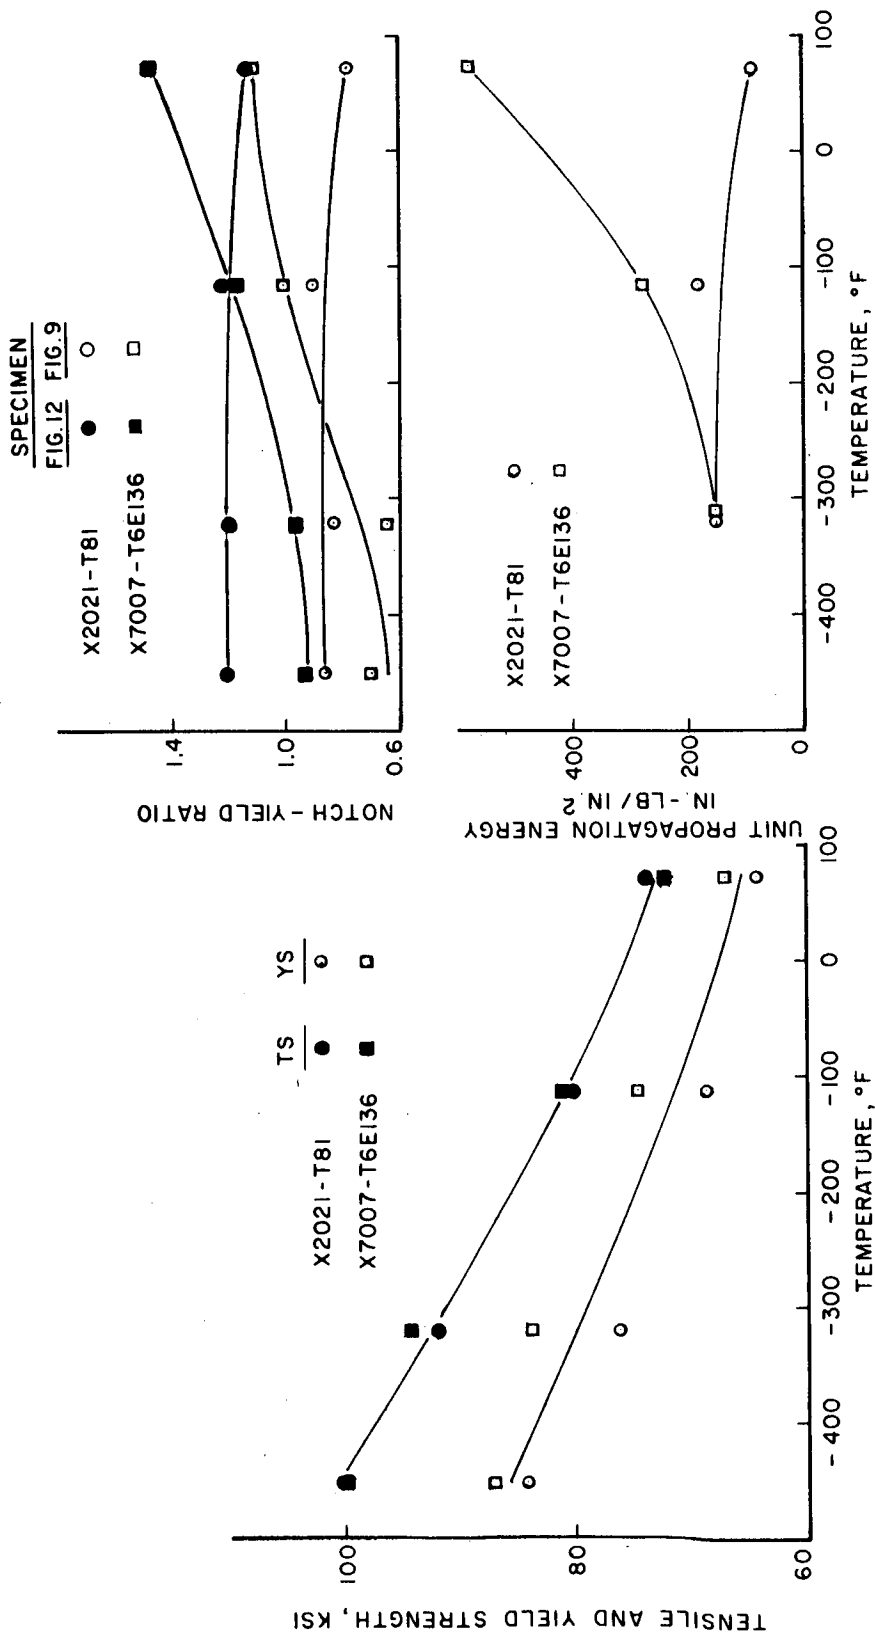 TENSILE AND YIELD STRENGTH, KSI
100
80
60
TS YS
X2021-T81
X7007-T6E136
-400 -300 -200 -100 0 100
TEMPERATURE, °F
NOTCH-YIELD RATIO
1.4
1.0
0.6
SPECIMEN
FIG.12 FIG.9
X2021-T81
X7007-T6E136
UNIT PROPAGATION ENERGY
IN.-LB/IN.2
400
200
0
X2021-T81
X7007-T6E136
-400 -300 -200 -100 0 100
TEMPERATURE, °F